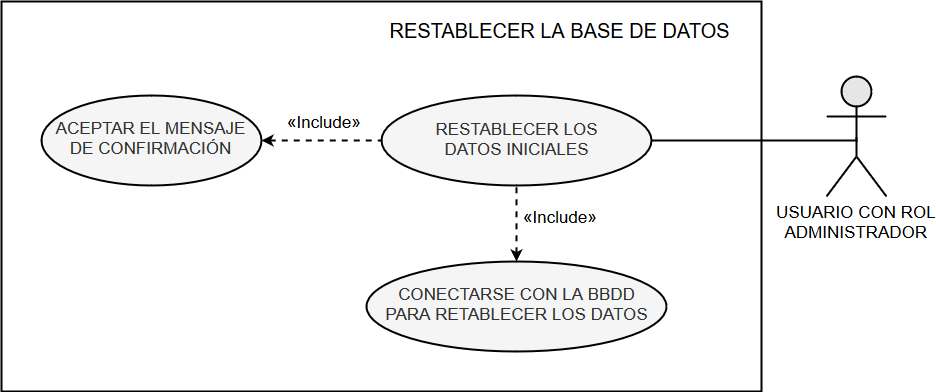 RESTABLECER LA BASE DE DATOS
ACEPTAR EL MENSAJE
DE CONFIRMACIÓN
«Include»
RESTABLECER LOS
DATOS INICIALES
USUARIO CON ROL
ADMINISTRADOR
«Include»
CONECTARSE CON LA BBDD
PARA RETABLECER LOS DATOS